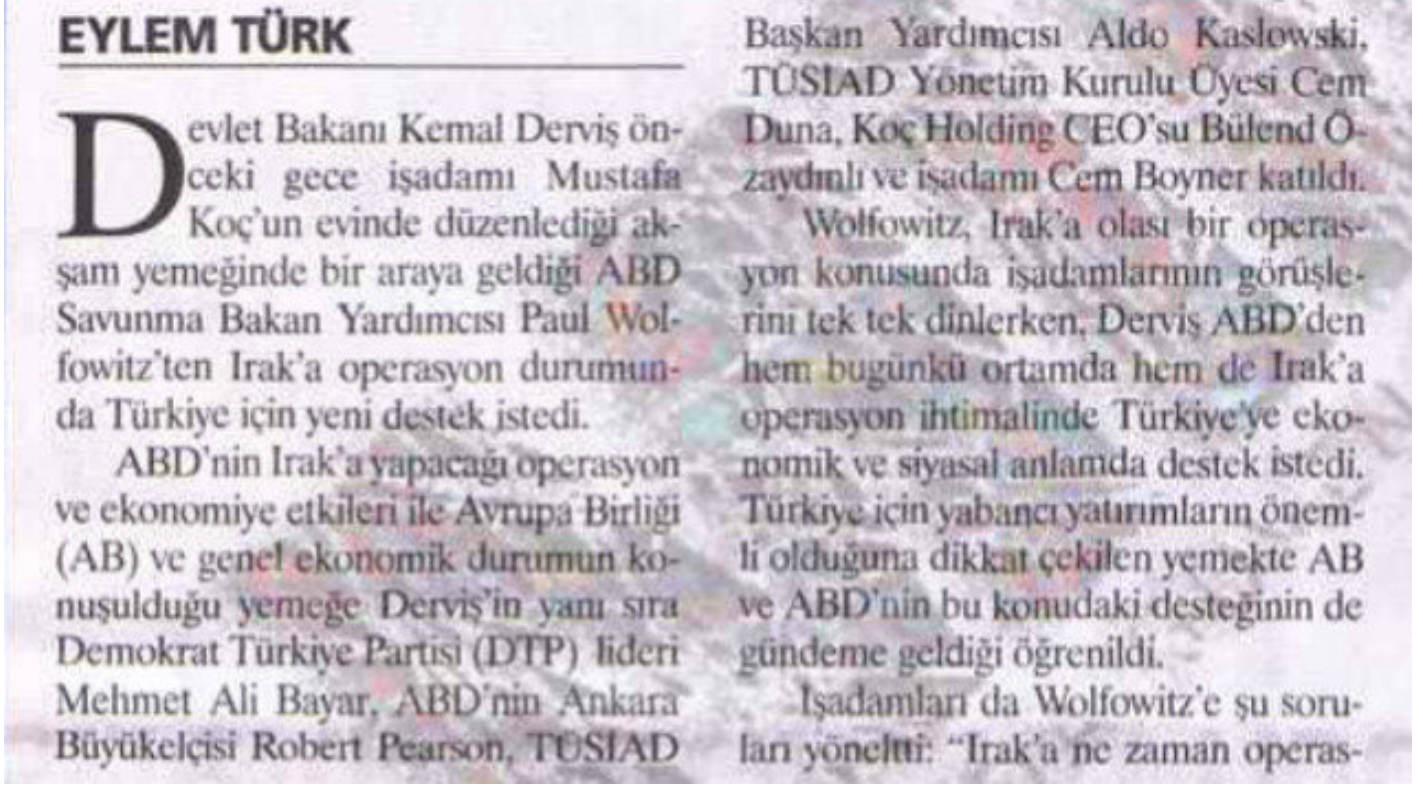 EYLEM TÜRK
Devlet Bakanı Kemal Derviş ön-
ceki gece işadamı Mustafa
Koç'un evinde düzenlediği ak-
şam yemeğinde bir araya geldiği ABD
Savunma Bakan Yardımcısı Paul Wol-
fowitz'ten Irak'a operasyon durumun-
da Türkiye için yeni destek istedi.
ABD'nin Irak'a yapacağı operasyon
ve ekonomiye etkileri ile Avrupa Birliği
(AB) ve genel ekonomik durumun ko-
nuşulduğu yemeğe Derviş'in yanı sıra
Demokrat Türkiye Partisi (DTP) lideri
Mehmet Ali Bayar, ABD'nin Ankara
Büyükelçisi Robert Pearson, TÜSİAD
Başkan Yardımcısı Aldo Kaslowski,
TÜSİAD Yönetim Kurulu Üyesi Cem
Duna, Koç Holding CEO'su Bülend Ö-
zaydınlı ve işadamı Cem Boyner katıldı.
Wolfowitz, Irak'a olası bir operas-
yon konusunda işadamlarının görüşle-
rini tek tek dinlerken, Derviş ABD'den
hem bugünkü ortamda hem de Irak'a
operasyon ihtimalinde Türkiye'ye eko-
nomik ve siyasal anlamda destek istedi.
Türkiye için yabancı yatırımların önem-
li olduğuna dikkat çekilen yemekte AB
ve ABD'nin bu konudaki desteğinin de
gündeme geldiği öğrenildi.
İşadamları da Wolfowitz'e şu soru-
ları yöneltti: "Irak'a ne zaman operas-